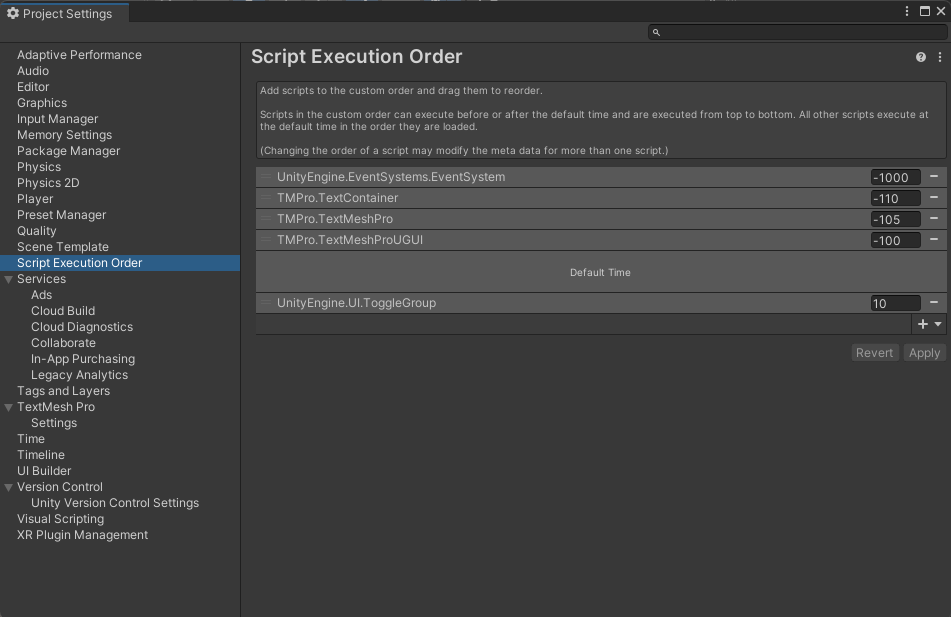 Project Settings
Adaptive Performance
Audio
Editor
Graphics
Input Manager
Memory Settings
Package Manager
Physics
Physics 2D
Player
Preset Manager
Quality
Scene Template
Script Execution Order
Services
Ads
Cloud Build
Cloud Diagnostics
Collaborate
In-App Purchasing
Legacy Analytics
Tags and Layers
TextMesh Pro
Settings
Time
Timeline
UI Builder
Version Control
Unity Version Control Settings
Visual Scripting
XR Plugin Management
Script Execution Order
Add scripts to the custom order and drag them to reorder.
Scripts in the custom order can execute before or after the default time and are executed from top to bottom. All other scripts execute at
the default time in the order they are loaded.
(Changing the order of a script may modify the meta data for more than one script.)
UnityEngine.EventSystems.EventSystem -1000
TMPro.TextContainer -110
TMPro.TextMeshPro -105
TMPro.TextMeshProUGUI -100
Default Time
UnityEngine.UI.ToggleGroup 10
Revert Apply